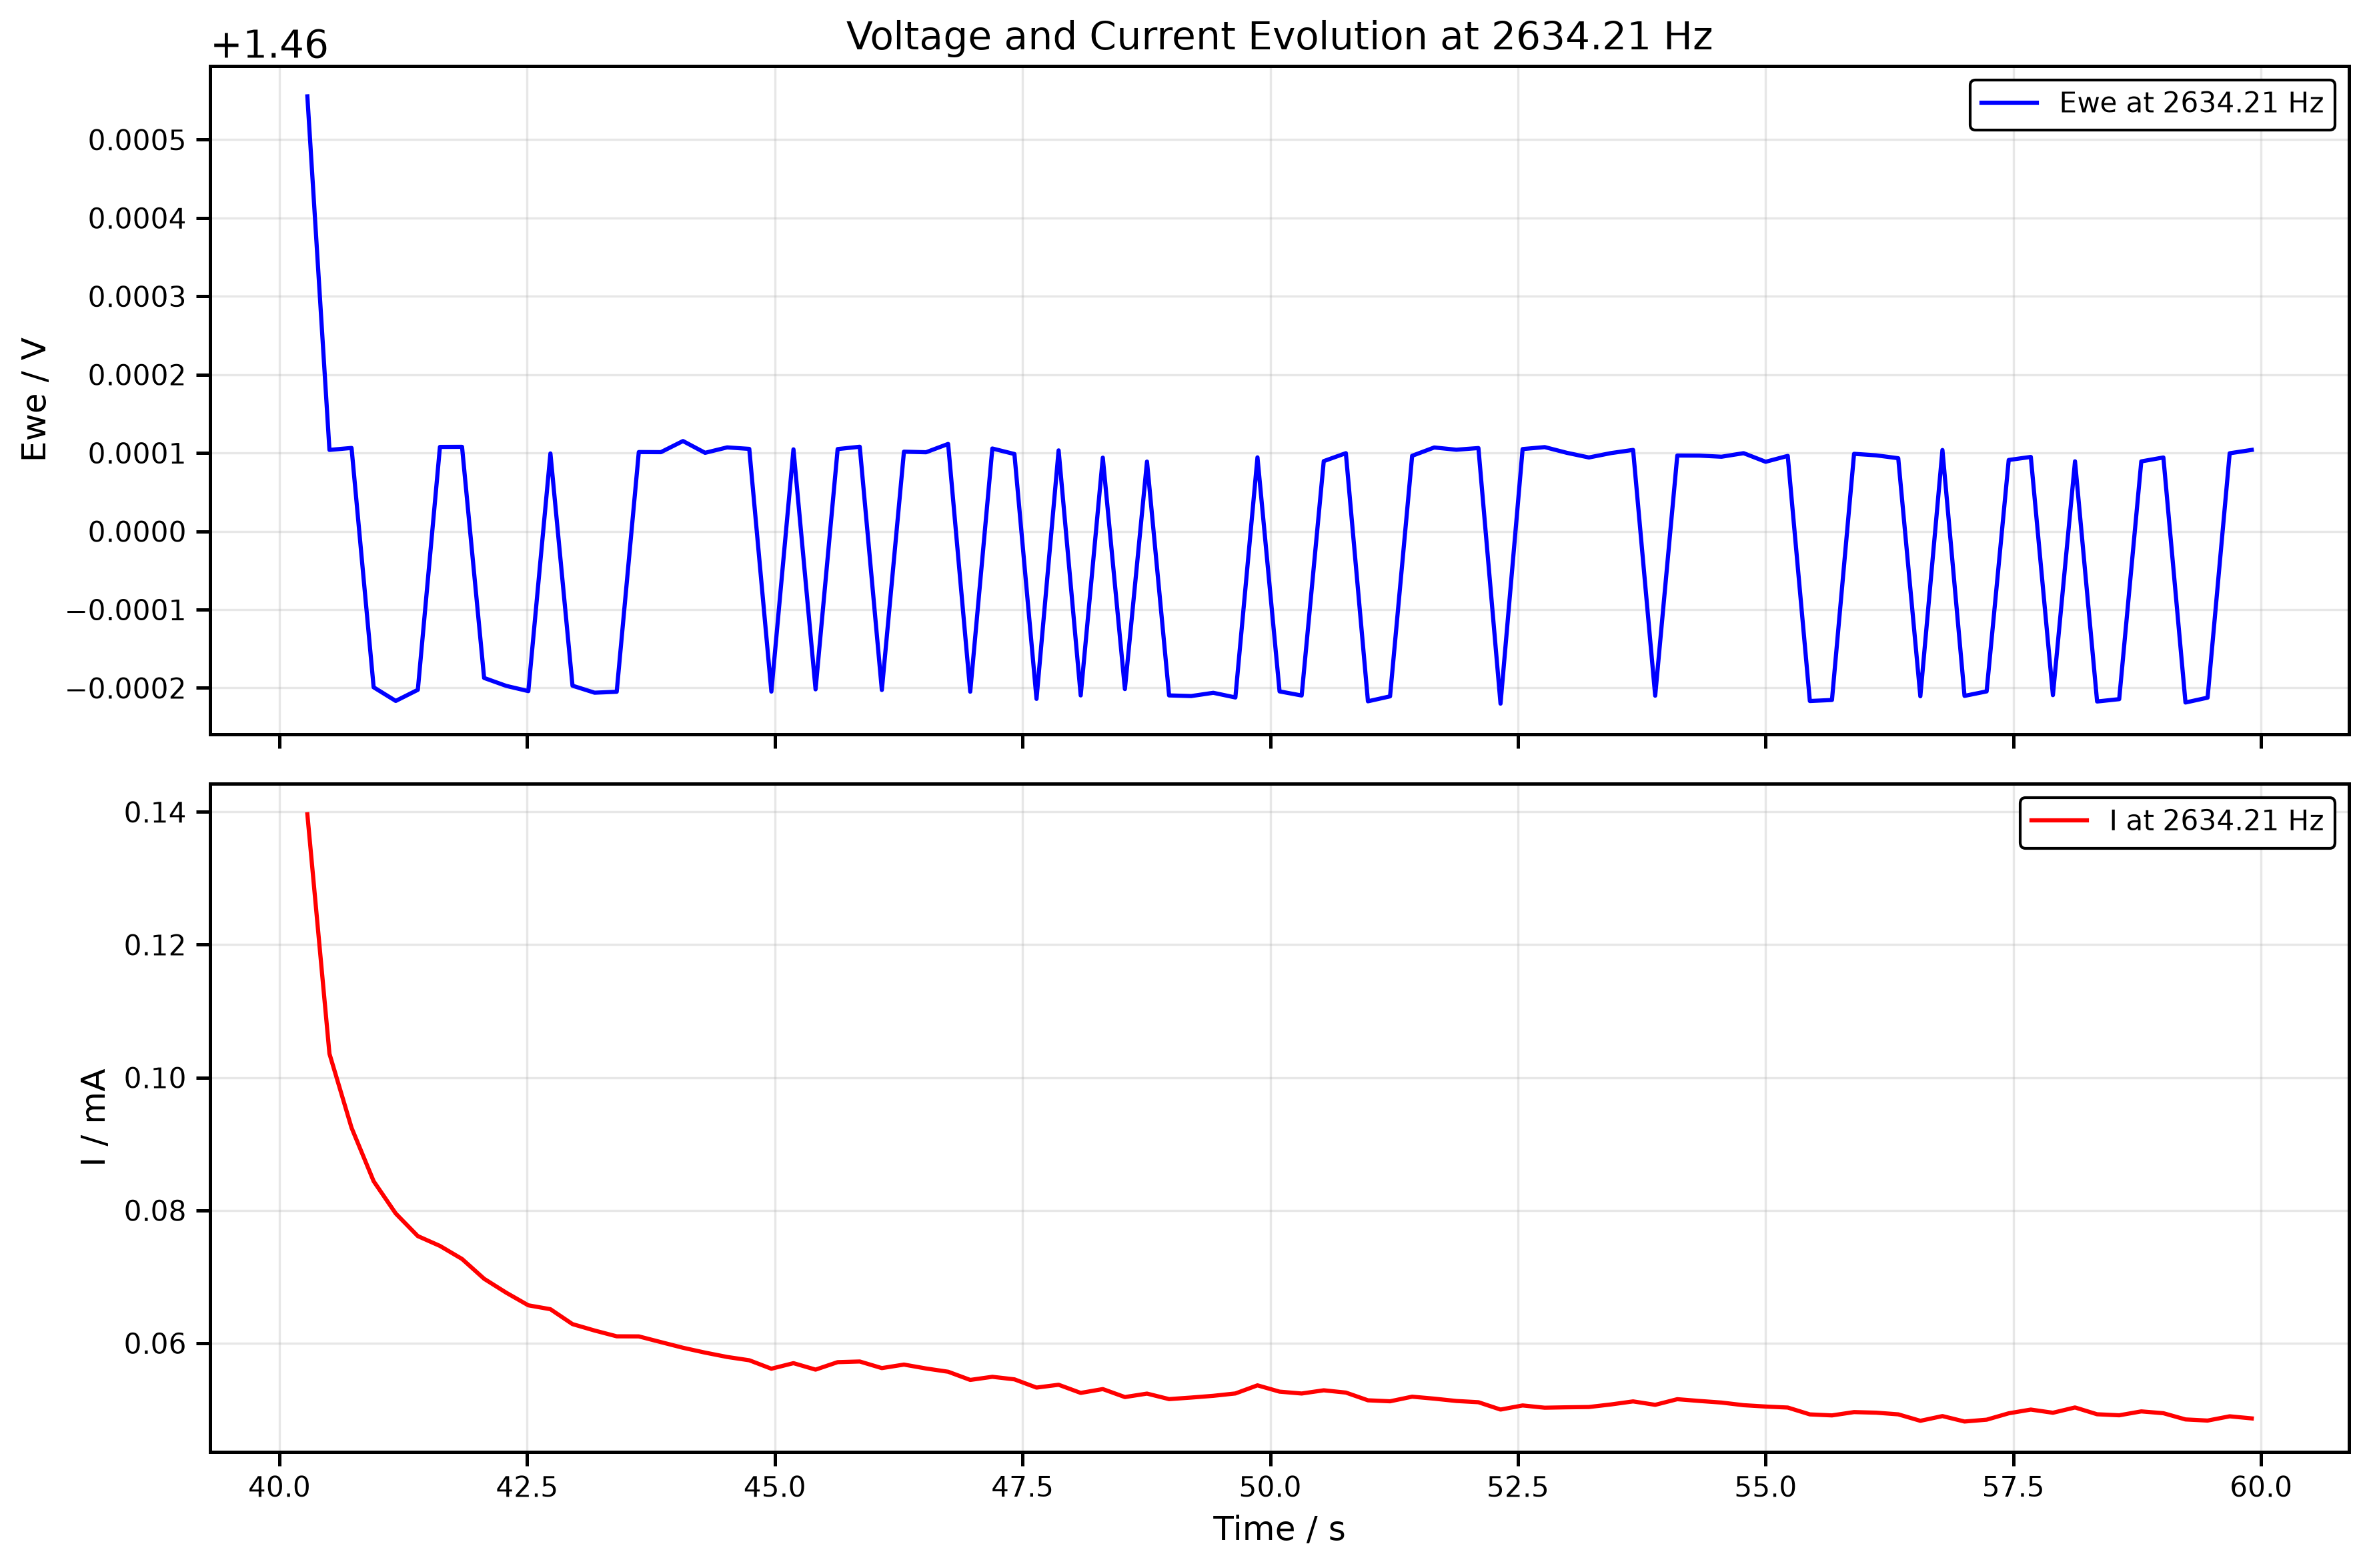 Voltage and Current Evolution at 2634.21 Hz
+1.46
Ewe at 2634.21 Hz
Ewe / V
0.0005
0.0004
0.0003
0.0002
0.0001
0.0000
−0.0001
−0.0002
I at 2634.21 Hz
I / mA
0.14
0.12
0.10
0.08
0.06
40.0 42.5 45.0 47.5 50.0 52.5 55.0 57.5 60.0
Time / s